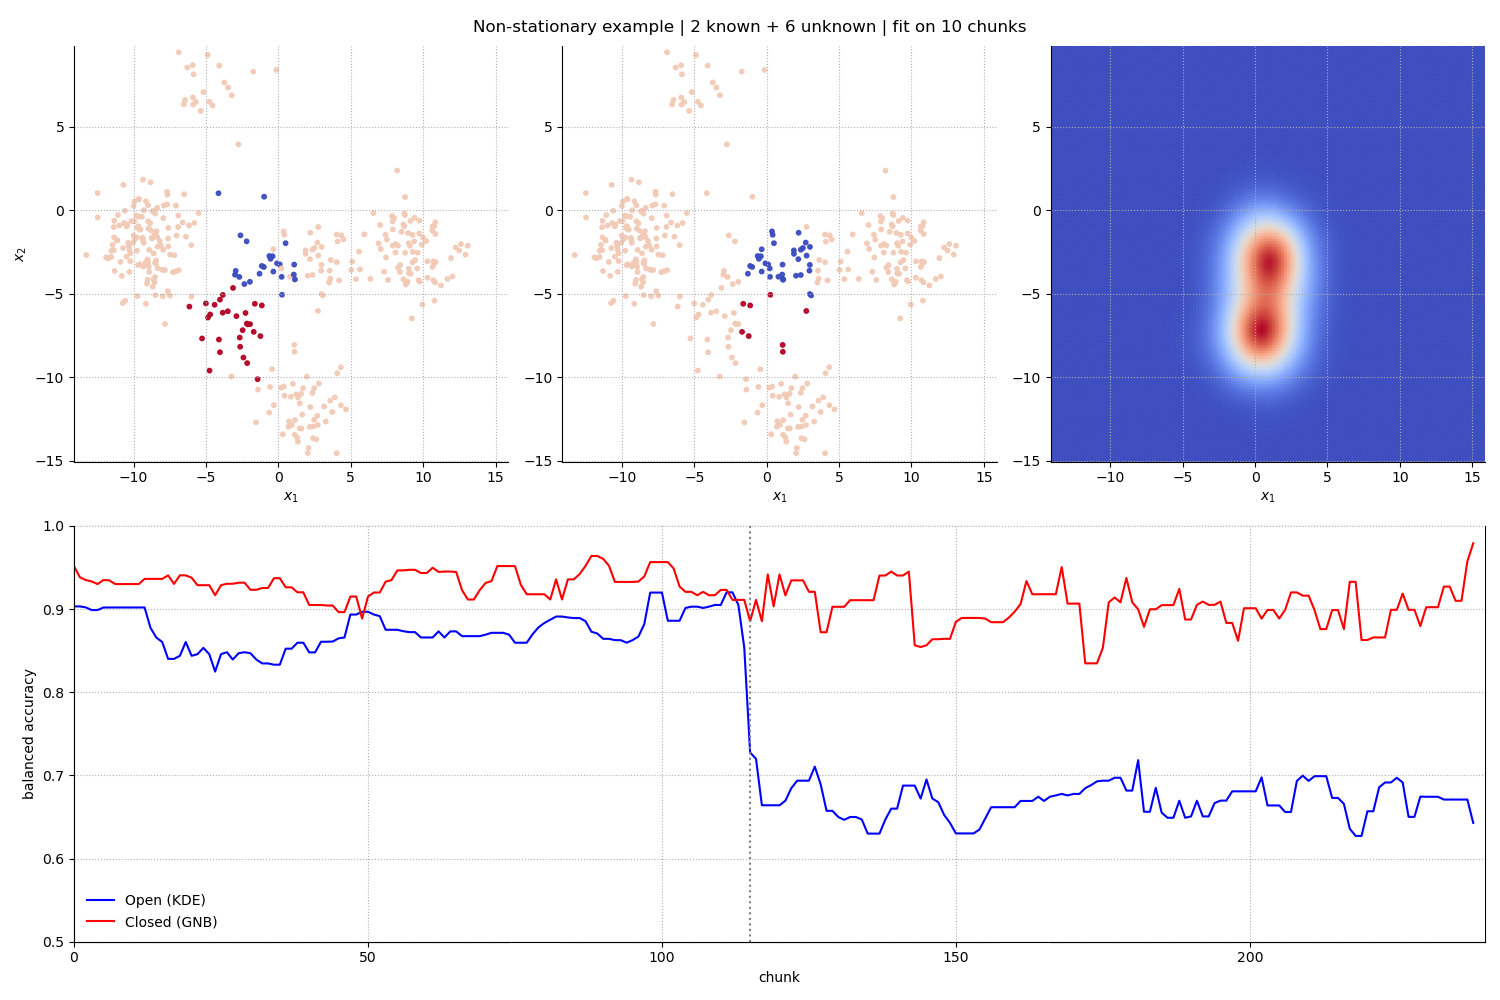 Non-stationary example | 2 known + 6 unknown | fit on 10 chunks
5
0
−5
−10
−15
x₂
−10 −5 0 5 10 15
x₁
5
0
−5
−10
−15
−10 −5 0 5 10 15
x₁
5
0
−5
−10
−15
−10 −5 0 5 10 15
x₁
1.0
0.9
0.8
0.7
0.6
0.5
balanced accuracy
Open (KDE)
Closed (GNB)
0 50 100 150 200
chunk